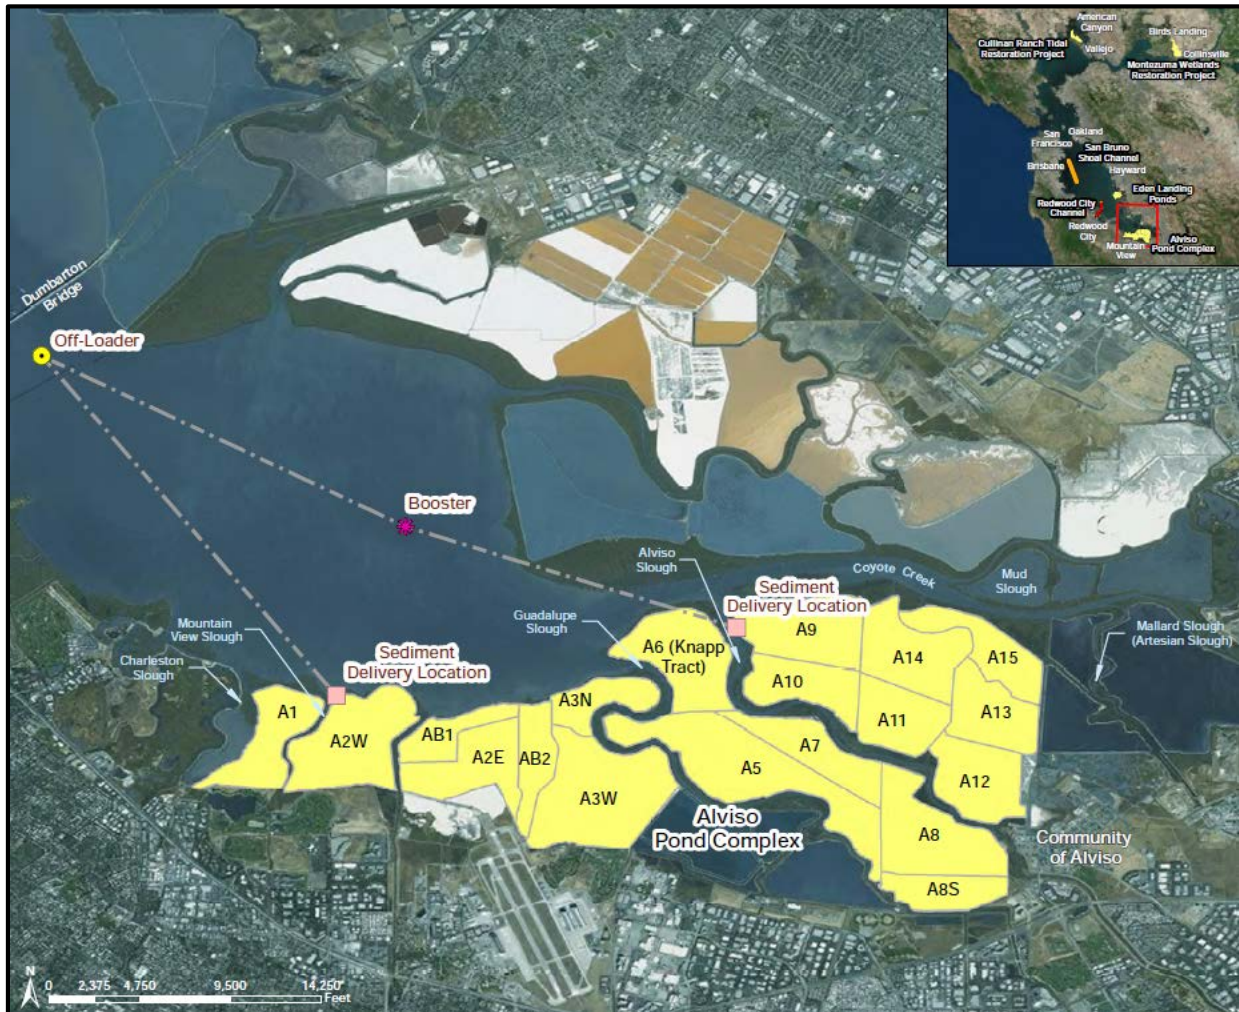 American
Canyon
Birds Landing
Cullinan Ranch Tidal
Restoration Project
Vallejo
Collinsville
Montezuma Wetlands
Restoration Project
San
Francisco
Oakland
San Bruno
Shoal Channel
Brisbane
Hayward
Eden Landing
Ponds
Redwood City
Channel
Redwood
City
Mountain
View
Alviso
Pond Complex
Dumbarton
Bridge
Off-Loader
Booster
Alviso
Slough
Coyote Creek
Mud
Slough
Sediment
Delivery Location
Guadalupe
Slough
Mallard Slough
(Artesian Slough)
Mountain
View Slough
Charleston
Slough
Sediment
Delivery Location
A6 (Knapp
Tract)
A9
A14
A15
A10
A11
A13
A1
A2W
AB1
A2E
AB2
A3N
A3W
A5
A7
A12
A8
A8S
Alviso
Pond Complex
Community
of Alviso
N
0 2,375 4,750 9,500 14,250
Feet